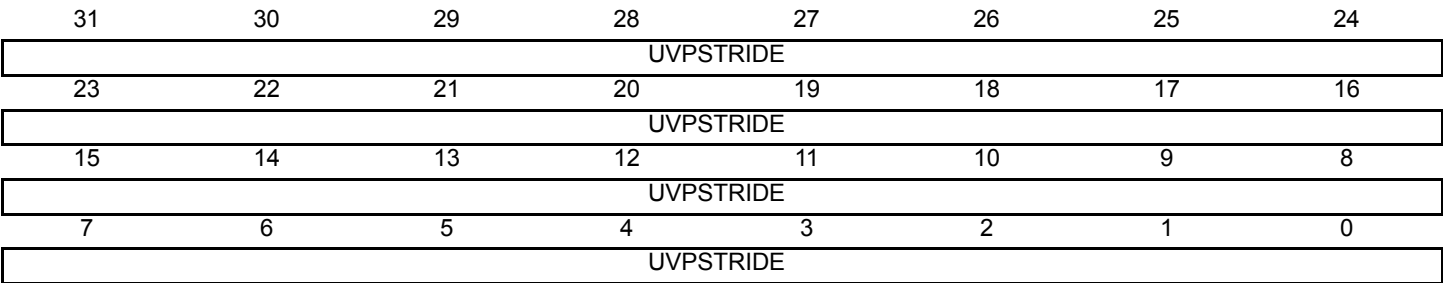 31 30 29 28 27 26 25 24
UVPSTRIDE
23 22 21 20 19 18 17 16
UVPSTRIDE
15 14 13 12 11 10 9 8
UVPSTRIDE
7 6 5 4 3 2 1 0
UVPSTRIDE